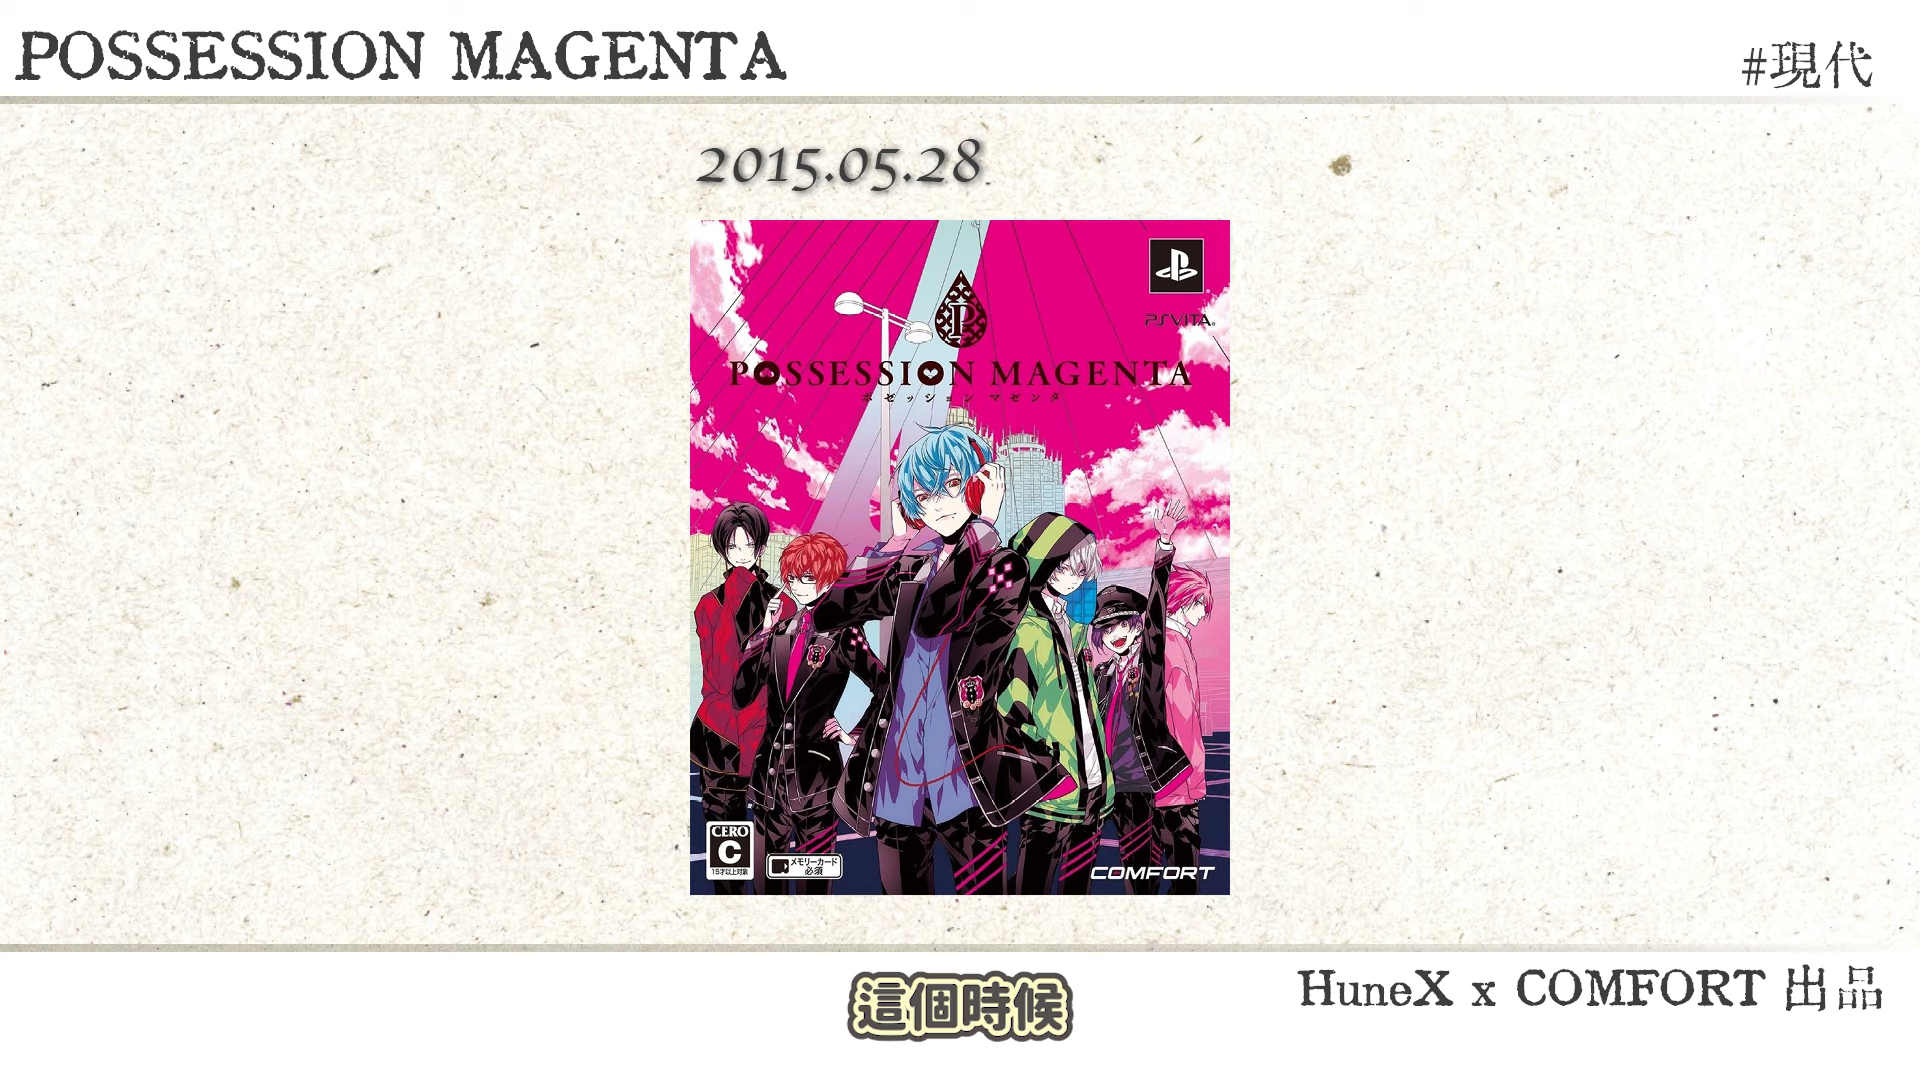 POSSESSION MAGENTA
#現代
2015.05.28
PSVITA
P
POSSESSION MAGENTA
ポゼッション マゼンタ
CERO
C
15才以上対象
メモリーカード
必須
COMFORT
這個時候
HuneX x COMFORT 出品